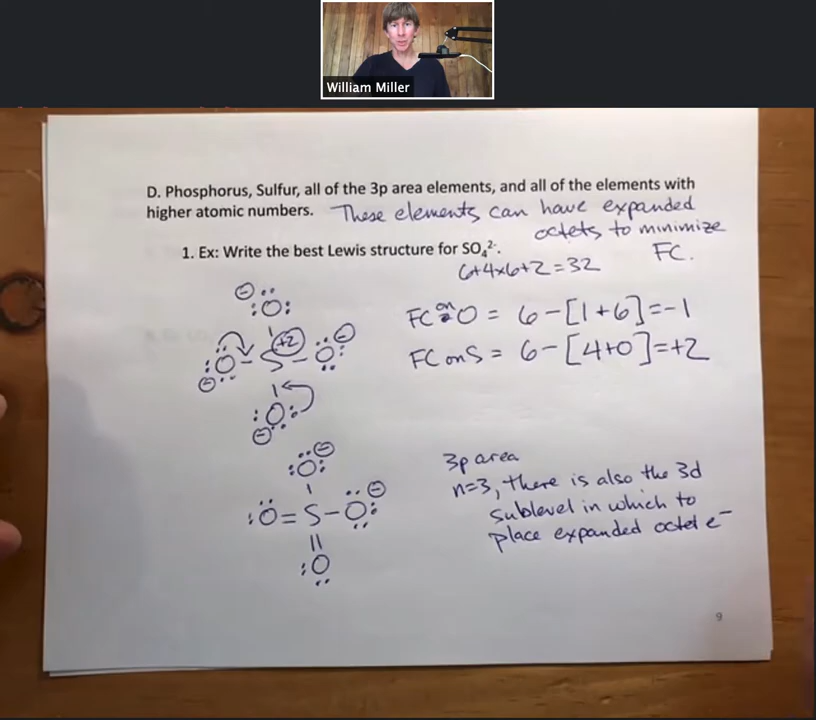 William Miller
D. Phosphorus, Sulfur, all of the 3p area elements, and all of the elements with
higher atomic numbers. These elements can have expanded
octets to minimize
FC.
1. Ex: Write the best Lewis structure for SO₄²⁻.
6+4x6+2=32
FC on O = 6-[1+6]=-1
FC on S = 6-[4+0]=+2
⊖ :Ö:
:Ö-S-Ö: +2 ⊖
⊖
:O:
⊖
:O: ⊖
:Ö=S-Ö: ⊖
:O
3p area
n=3, there is also the 3d
sublevel in which to
place expanded octet e⁻
9